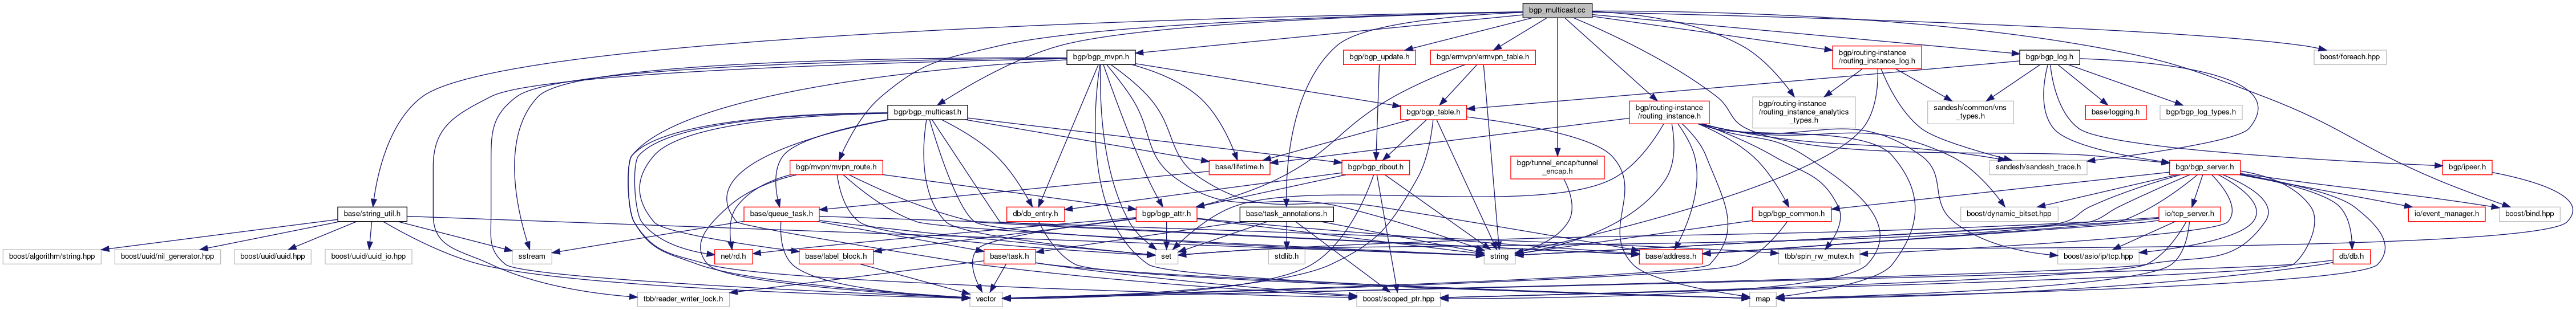 bgp_multicast.cc
bgp/bgp_mvpn.h
bgp/bgp_update.h
bgp/ermvpn/ermvpn_table.h
bgp/routing-instance
/routing_instance_log.h
bgp/bgp_log.h
boost/foreach.hpp
bgp/bgp_multicast.h
bgp/bgp_table.h
bgp/routing-instance
/routing_instance.h
bgp/routing-instance
/routing_instance_analytics
_types.h
sandesh/common/vns
_types.h
base/logging.h
bgp/bgp_log_types.h
bgp/mvpn/mvpn_route.h
base/lifetime.h
bgp/bgp_ribout.h
bgp/tunnel_encap/tunnel
_encap.h
sandesh/sandesh_trace.h
bgp/bgp_server.h
bgp/ipeer.h
base/string_util.h
base/queue_task.h
db/db_entry.h
bgp/bgp_attr.h
base/task_annotations.h
bgp/bgp_common.h
boost/dynamic_bitset.hpp
io/tcp_server.h
io/event_manager.h
boost/bind.hpp
boost/algorithm/string.hpp
boost/uuid/nil_generator.hpp
boost/uuid/uuid.hpp
boost/uuid/uuid_io.hpp
sstream
net/rd.h
base/label_block.h
base/task.h
set
stdlib.h
string
base/address.h
tbb/spin_rw_mutex.h
boost/asio/ip/tcp.hpp
db/db.h
tbb/reader_writer_lock.h
vector
boost/scoped_ptr.hpp
map